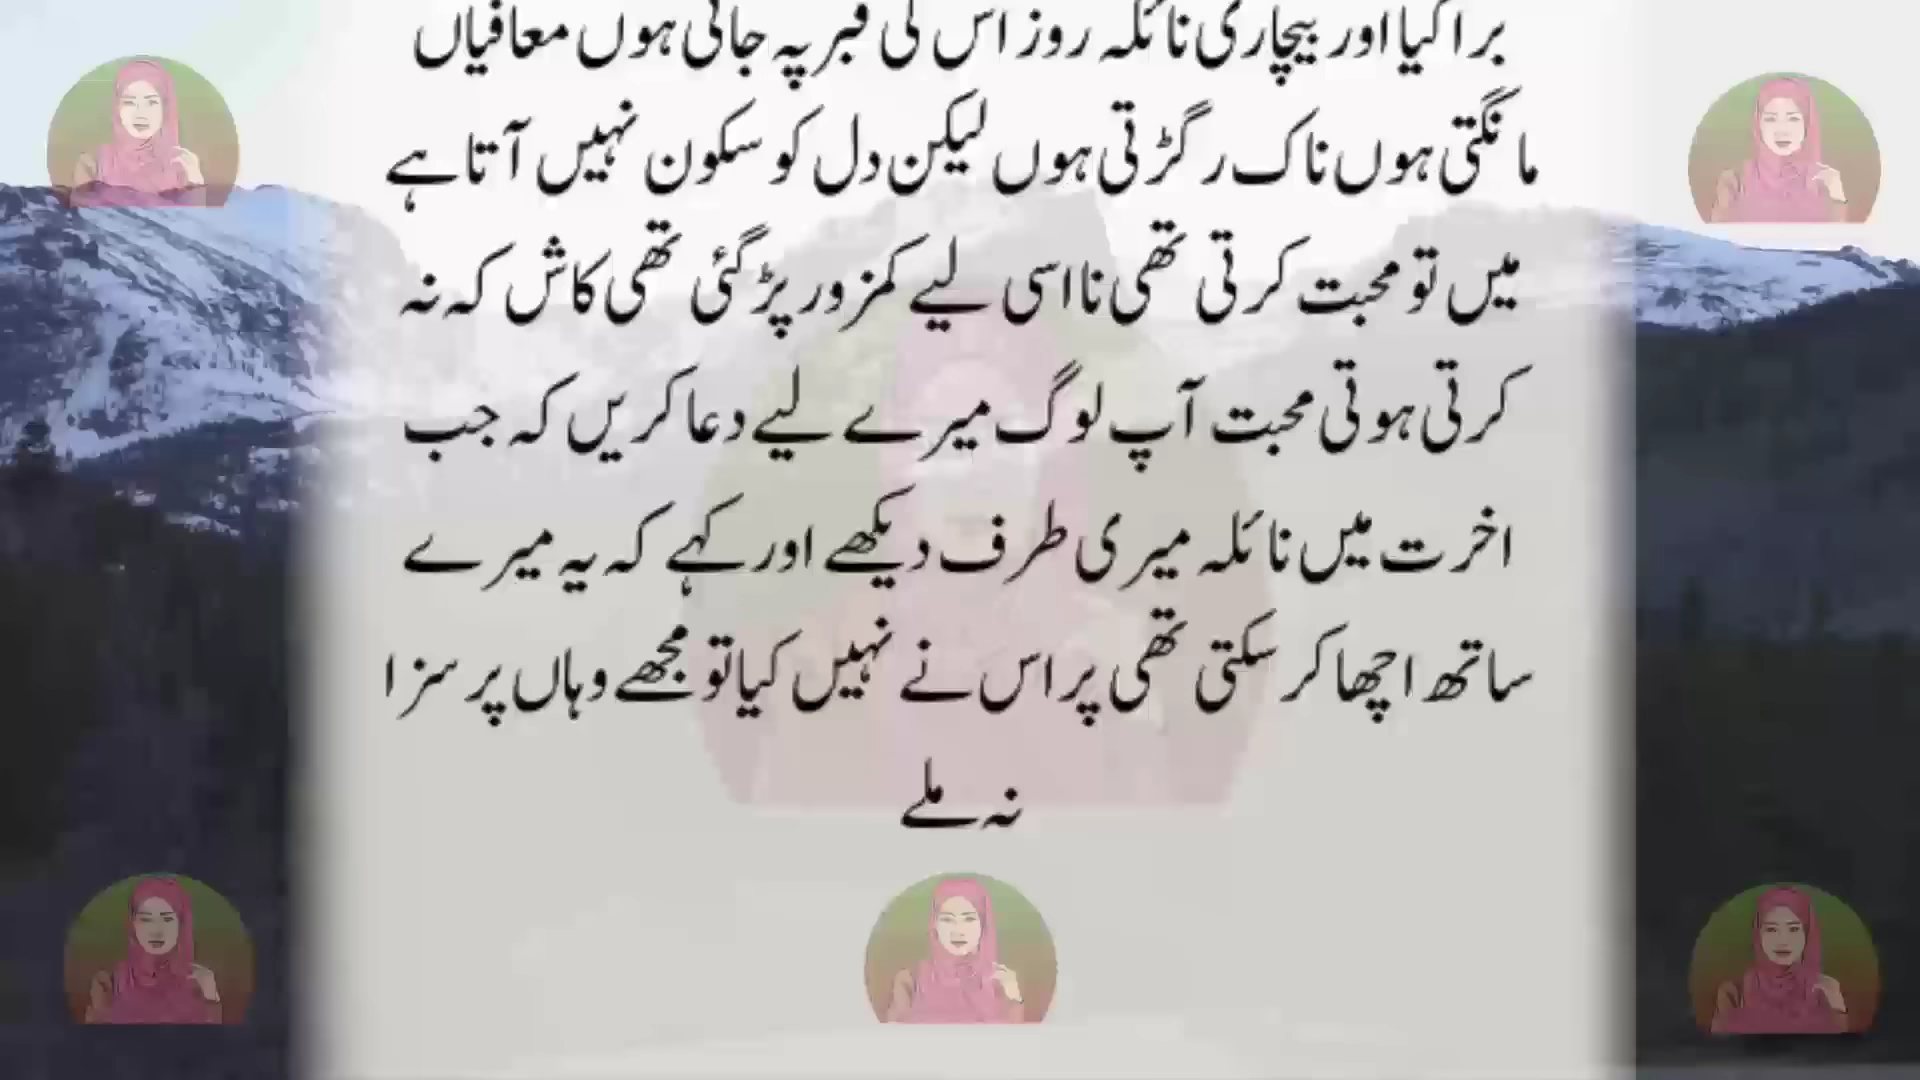 برا کیا اور بیچاری نائلہ روز اس کی قبر پہ جاتی ہوں معافیاں
مانگتی ہوں ناک رگڑتی ہوں لیکن دل کو سکون نہیں آتا ہے
میں تو محبت کرتی تھی نا اسی لیے کمزور پڑ گئی تھی کاش کہ نہ
کرتی ہوتی محبت آپ لوگ میرے لیے دعا کریں کہ جب
اخرت میں نائلہ میری طرف دیکھے اور کہے کہ یہ میرے
ساتھ اچھا کر سکتی تھی پر اس نے نہیں کیا تو مجھے وہاں پر سزا
نہ ملے